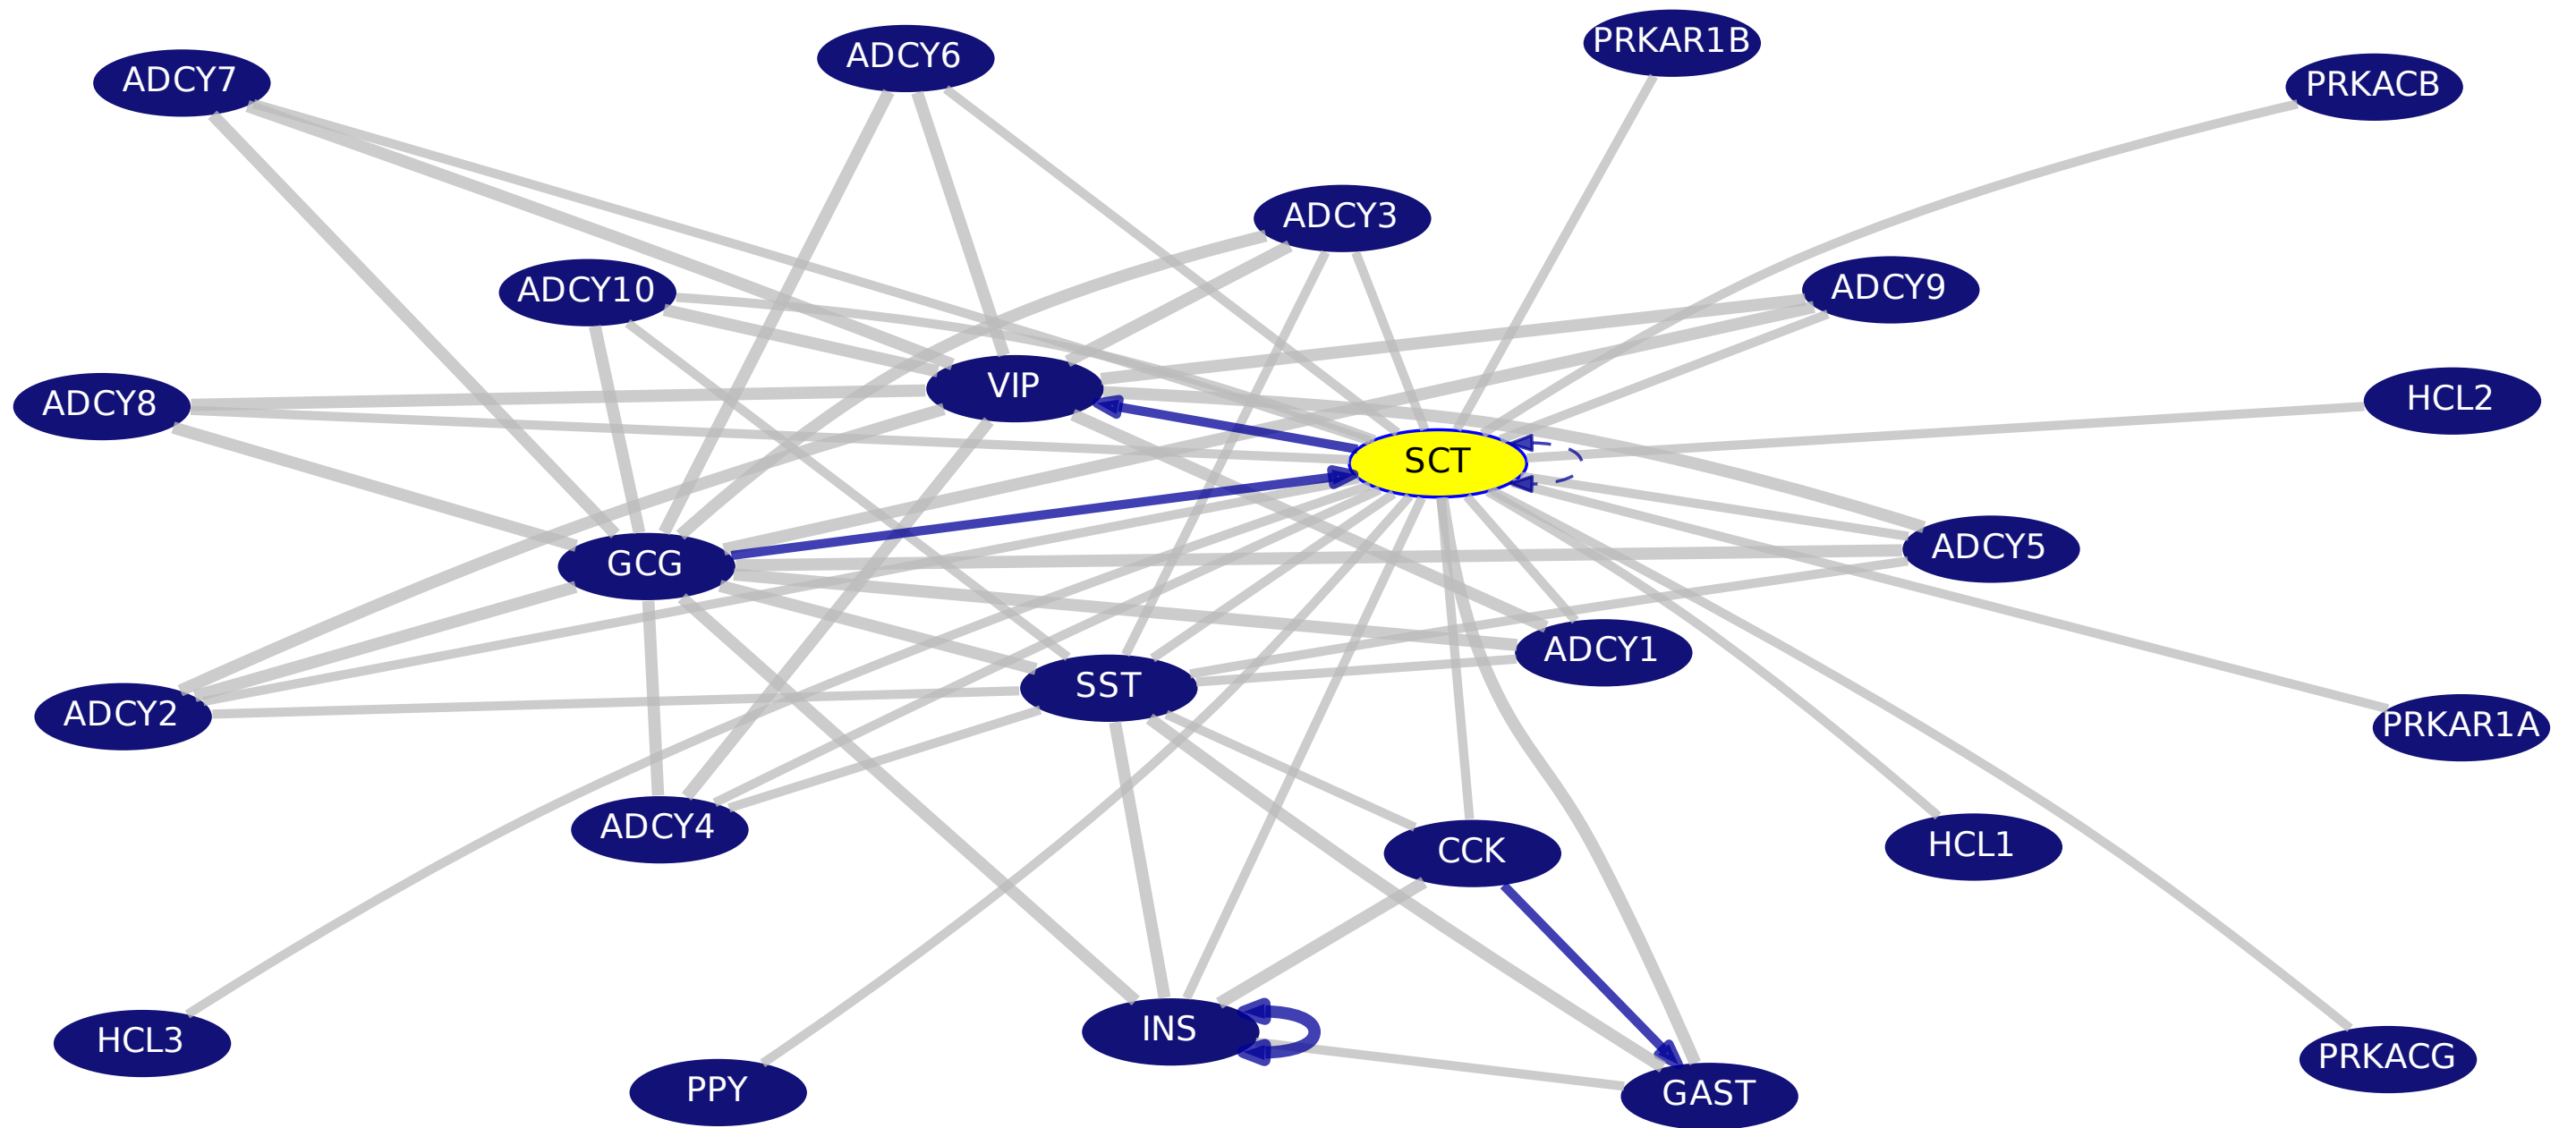 PRKAR1B
ADCY6
ADCY7
PRKACB
ADCY3
ADCY10
ADCY9
VIP
ADCY8
HCL2
SCT
GCG
ADCY5
ADCY1
SST
ADCY2
PRKAR1A
ADCY4
CCK
HCL1
INS
HCL3
PRKACG
PPY
GAST